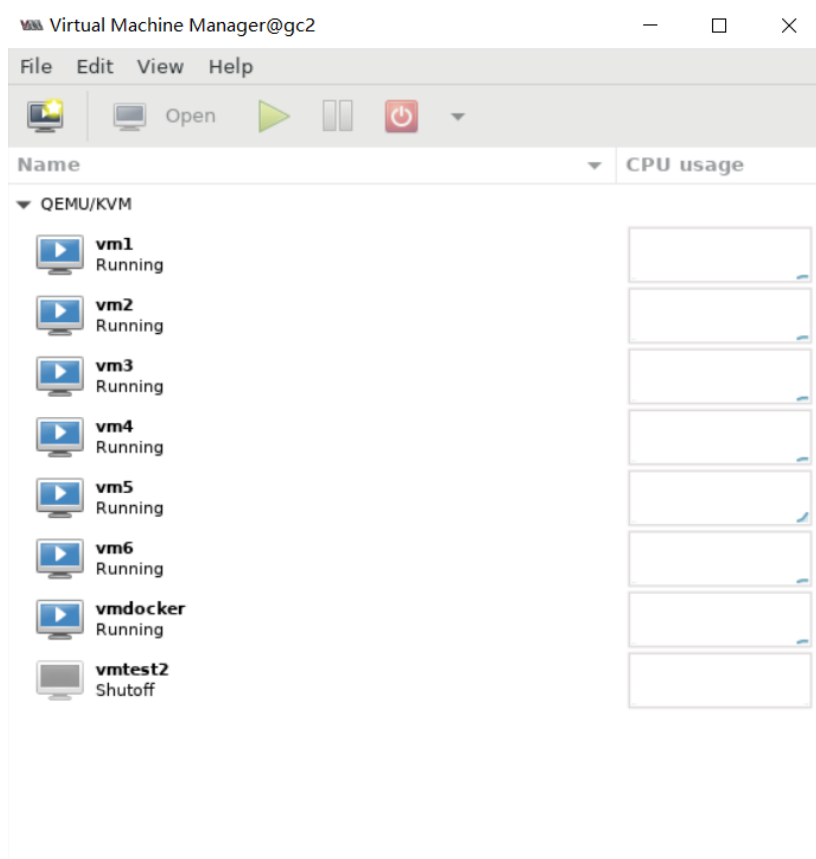 Virtual Machine Manager@gc2
File Edit View Help
Open
Name CPU usage
QEMU/KVM
vm1
Running
vm2
Running
vm3
Running
vm4
Running
vm5
Running
vm6
Running
vmdocker
Running
vmtest2
Shutoff